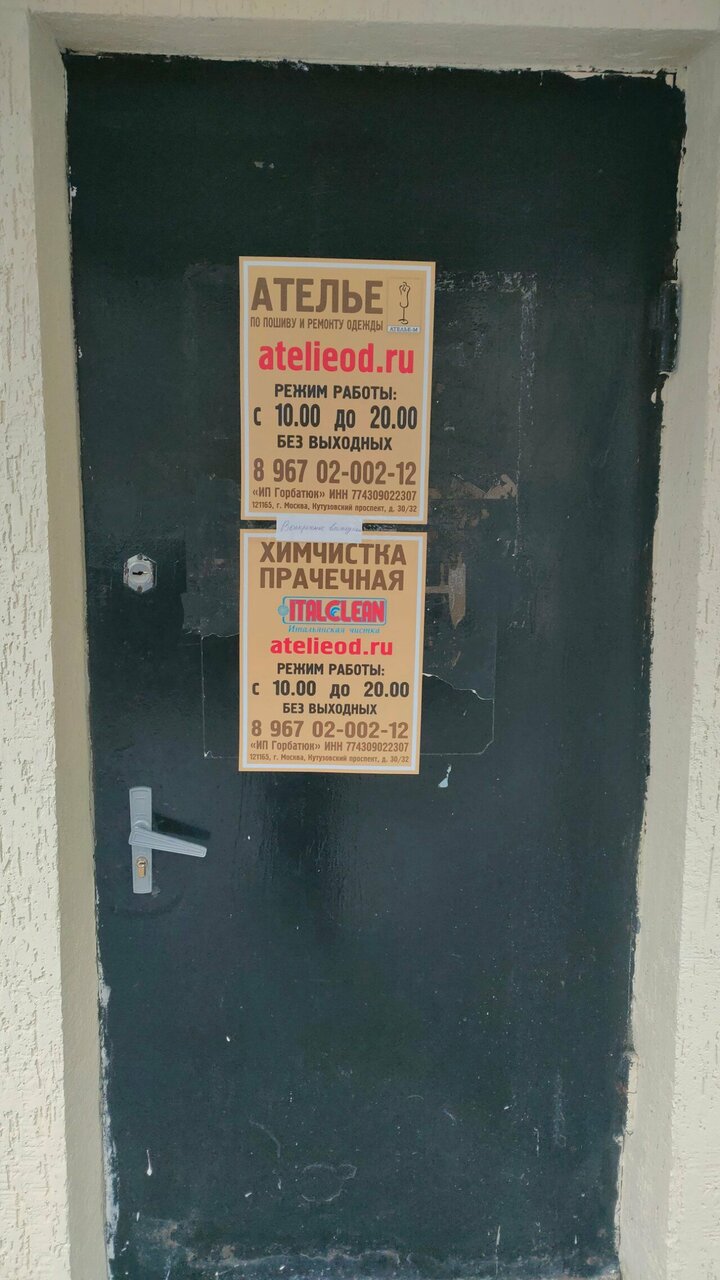 АТЕЛЬЕ
АТЕЛЬЕ-М
ПО ПОШИВУ И РЕМОНТУ ОДЕЖДЫ
atelieod.ru
РЕЖИМ РАБОТЫ:
с 10.00 до 20.00
БЕЗ ВЫХОДНЫХ
8 967 02-002-12
«ИП Горбатюк» ИНН 774309022307
121165, г. Москва, Кутузовский проспект, д. 30/32
ХИМЧИСТКА
ПРАЧЕЧНАЯ
ITALCLEAN
Итальянская чистка
atelieod.ru
РЕЖИМ РАБОТЫ:
с 10.00 до 20.00
БЕЗ ВЫХОДНЫХ
8 967 02-002-12
«ИП Горбатюк» ИНН 774309022307
121165, г. Москва, Кутузовский проспект, д. 30/32